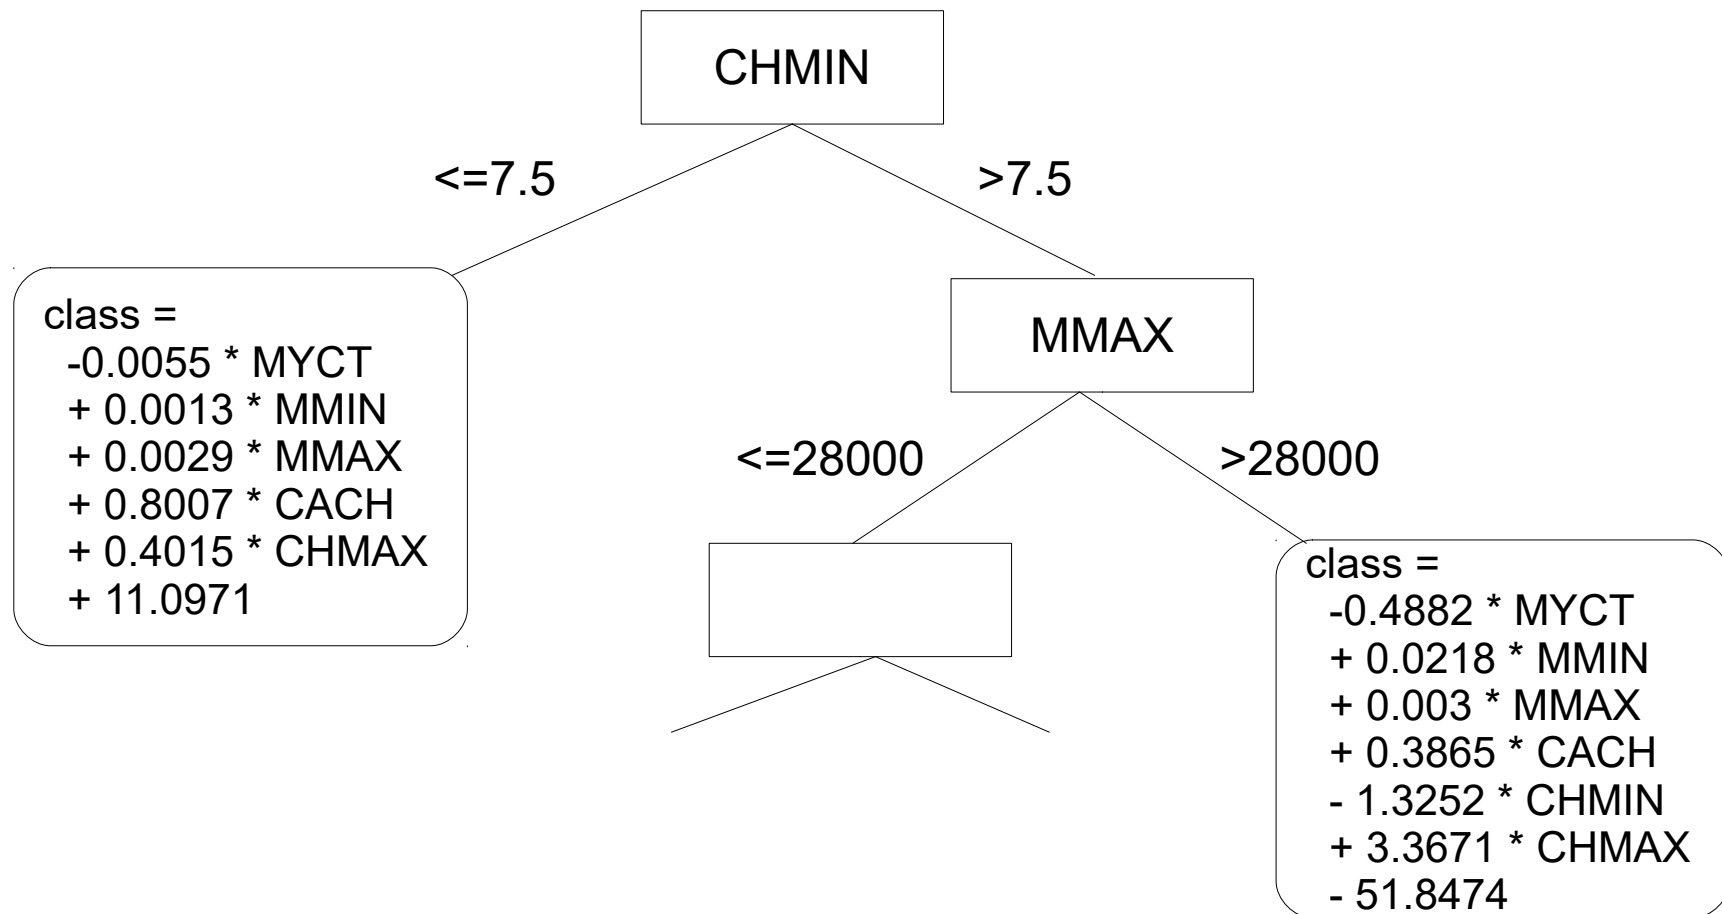 CHMIN
<=7.5
>7.5
class =
-0.0055 * MYCT
+ 0.0013 * MMIN
+ 0.0029 * MMAX
+ 0.8007 * CACH
+ 0.4015 * CHMAX
+ 11.0971
MMAX
<=28000
>28000
class =
-0.4882 * MYCT
+ 0.0218 * MMIN
+ 0.003 * MMAX
+ 0.3865 * CACH
- 1.3252 * CHMIN
+ 3.3671 * CHMAX
- 51.8474